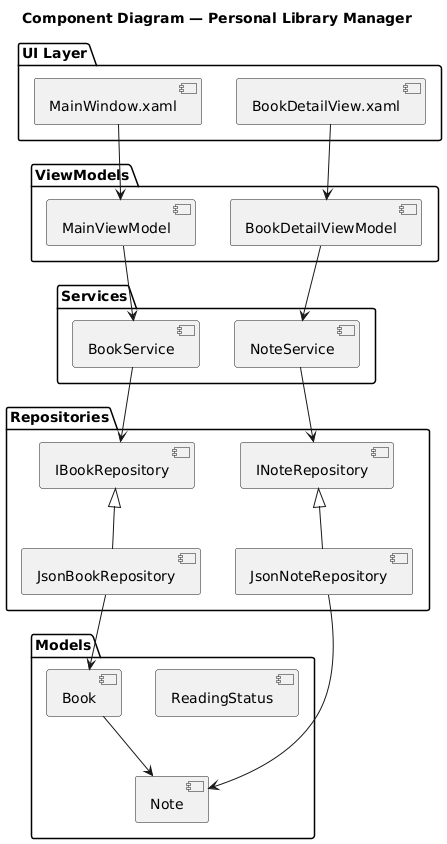 Component Diagram — Personal Library Manager
UI Layer
MainWindow.xaml
BookDetailView.xaml
ViewModels
MainViewModel
BookDetailViewModel
Services
BookService
NoteService
Repositories
IBookRepository
INoteRepository
JsonBookRepository
JsonNoteRepository
Models
Book
ReadingStatus
Note